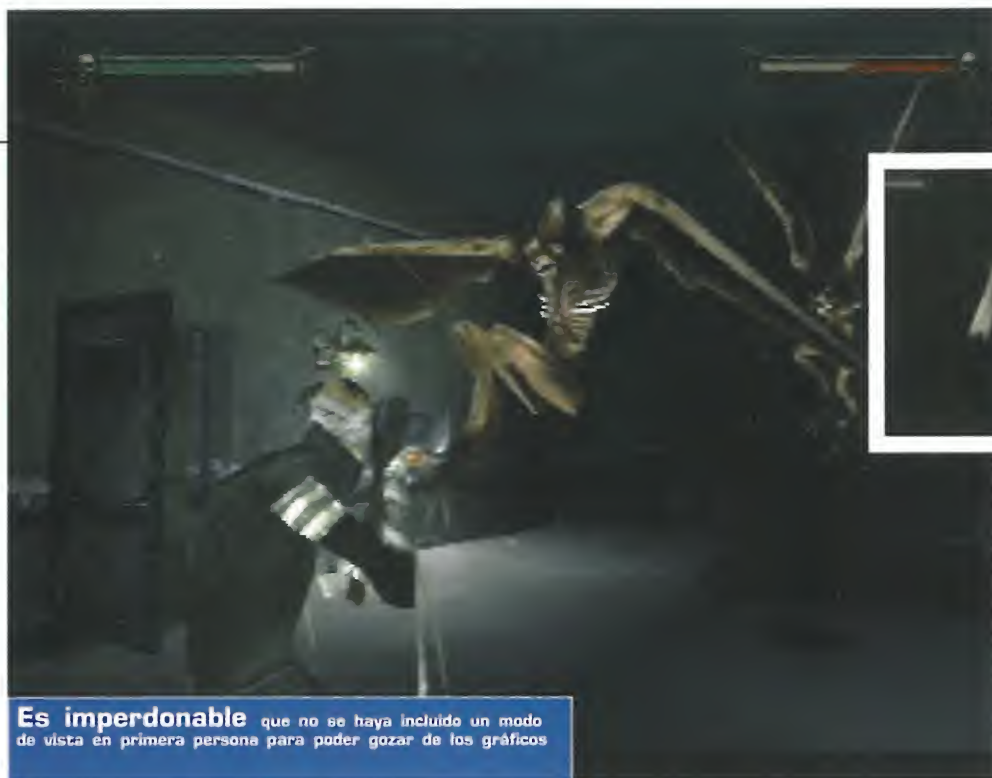 Es imperdonable que no se haya incluido un modo
de vista en primera persona para poder gozar de los gráficos